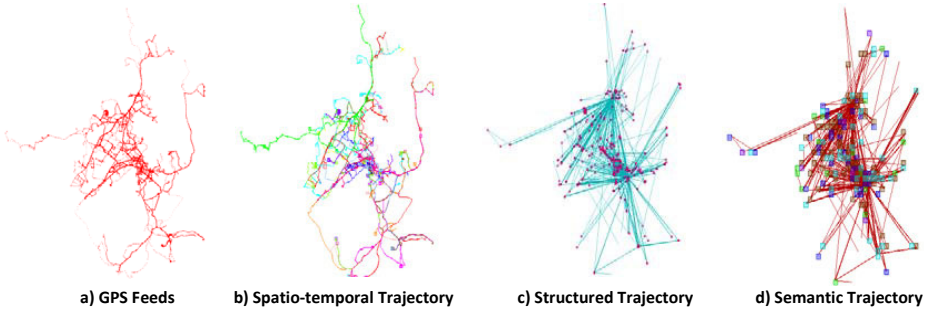 a) GPS Feeds
b) Spatio-temporal Trajectory
c) Structured Trajectory
d) Semantic Trajectory